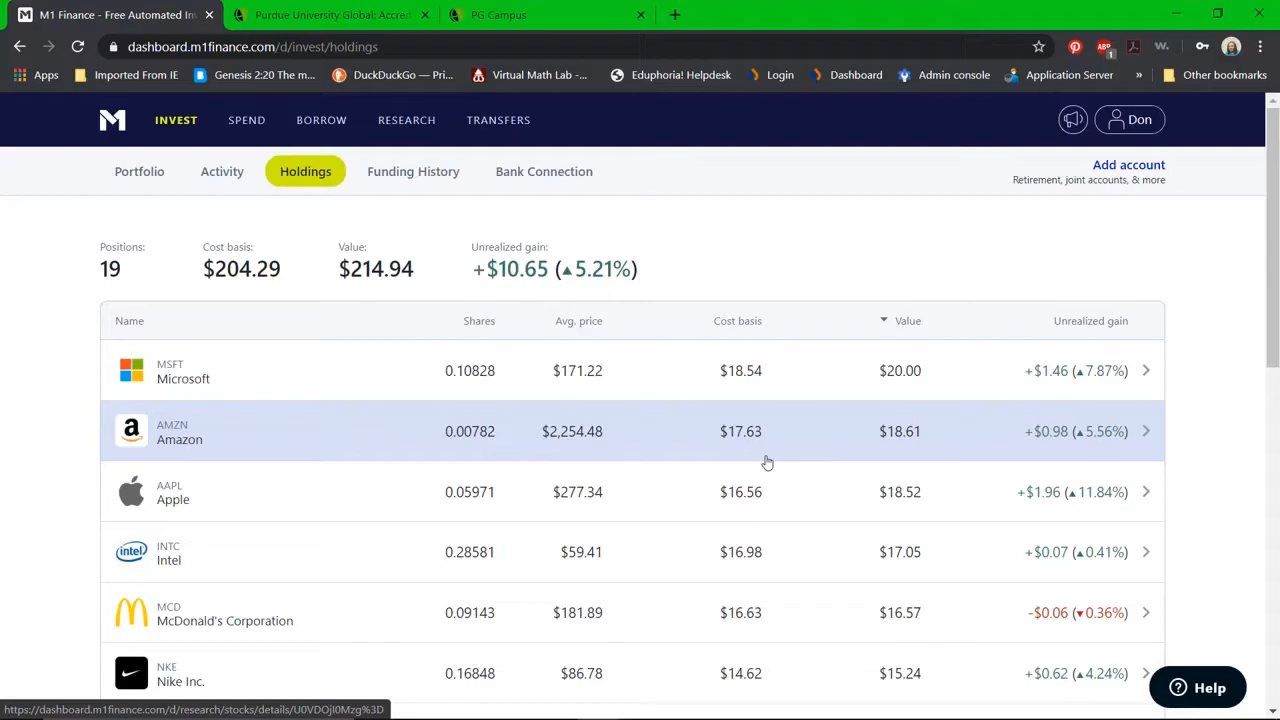 M1 Finance - Free Automated In
Purdue University Global: Accred
PG Campus
dashboard.m1finance.com/d/invest/holdings
ABP
1
W.
Apps
Imported From IE
Genesis 2:20 The m...
DuckDuckGo — Pri...
Virtual Math Lab -...
Eduphoria! Helpdesk
Login
Dashboard
Admin console
Application Server
»
Other bookmarks
INVEST SPEND BORROW RESEARCH TRANSFERS
Don
Portfolio Activity Holdings Funding History Bank Connection
Add account
Retirement, joint accounts, & more
Positions: Cost basis: Value: Unrealized gain:
19 $204.29 $214.94 +$10.65 (▲5.21%)
Name Shares Avg. price Cost basis ▼ Value Unrealized gain
MSFT
Microsoft 0.10828 $171.22 $18.54 $20.00 +$1.46 (▲7.87%)
AMZN
Amazon 0.00782 $2,254.48 $17.63 $18.61 +$0.98 (▲5.56%)
AAPL
Apple 0.05971 $277.34 $16.56 $18.52 +$1.96 (▲11.84%)
intel
INTC
Intel 0.28581 $59.41 $16.98 $17.05 +$0.07 (▲0.41%)
MCD
McDonald's Corporation 0.09143 $181.89 $16.63 $16.57 -$0.06 (▼0.36%)
NKE
Nike Inc. 0.16848 $86.78 $14.62 $15.24 +$0.62 (▲4.24%)
Help
https://dashboard.m1finance.com/d/research/stocks/details/U0VDOjI0Mzg%3D